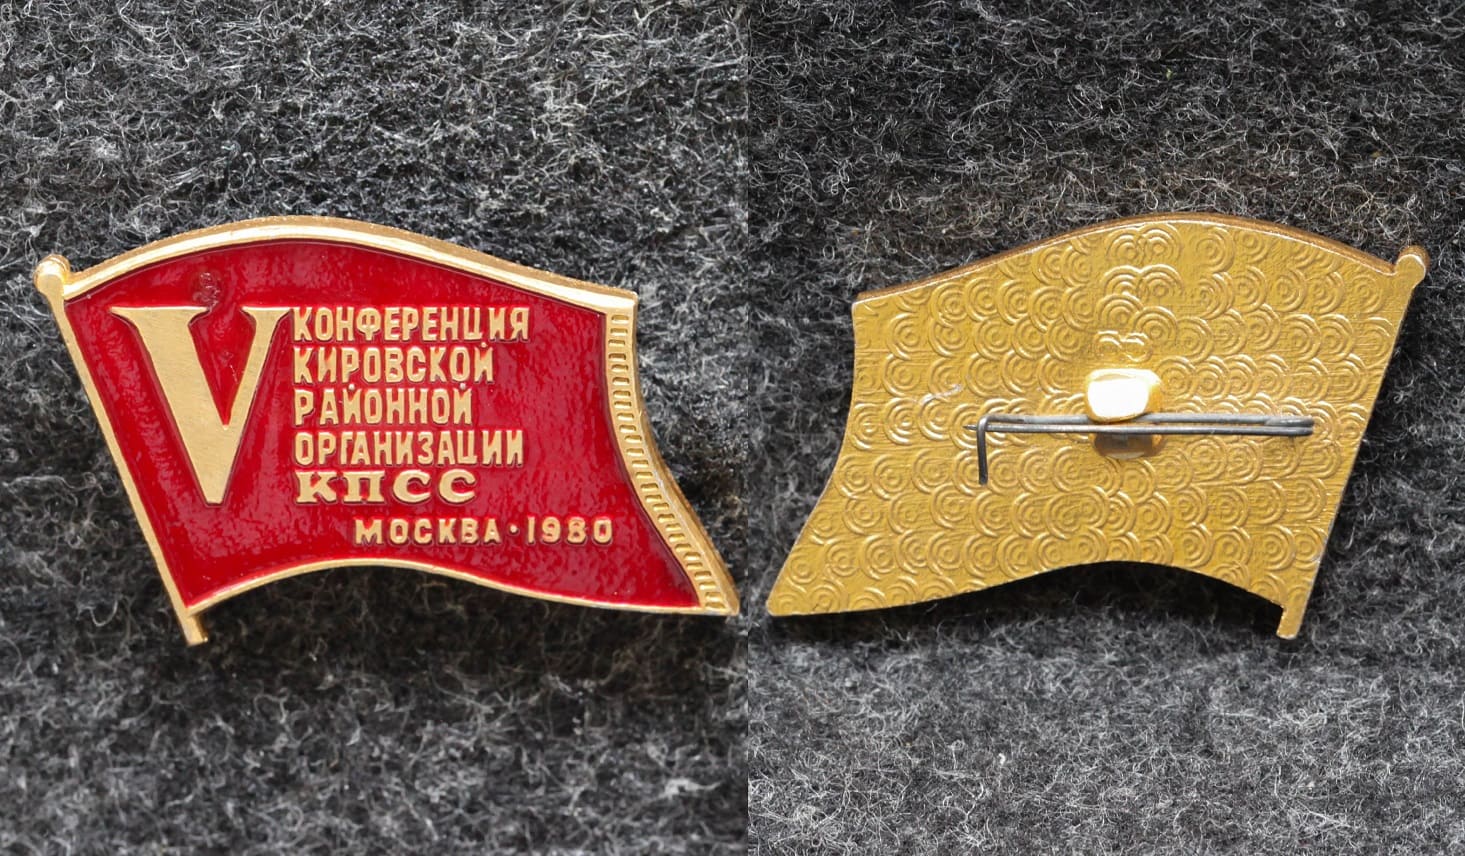 V КОНФЕРЕНЦИЯ
КИРОВСКОЙ
РАЙОННОЙ
ОРГАНИЗАЦИИ
КПСС
МОСКВА · 1980